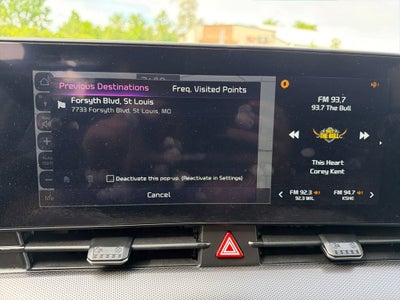 Previous Destinations
Freq. Visited Points
Forsyth Blvd, St Louis
7733 Forsyth Blvd, St Louis, MO
Deactivate this pop-up. (Reactivate in Settings)
Cancel
FM 93.7
93.7 The Bull
THE BULL
This Heart
Corey Kent
FM 92.3
92.3 WIL
FM 94.7
KSHE